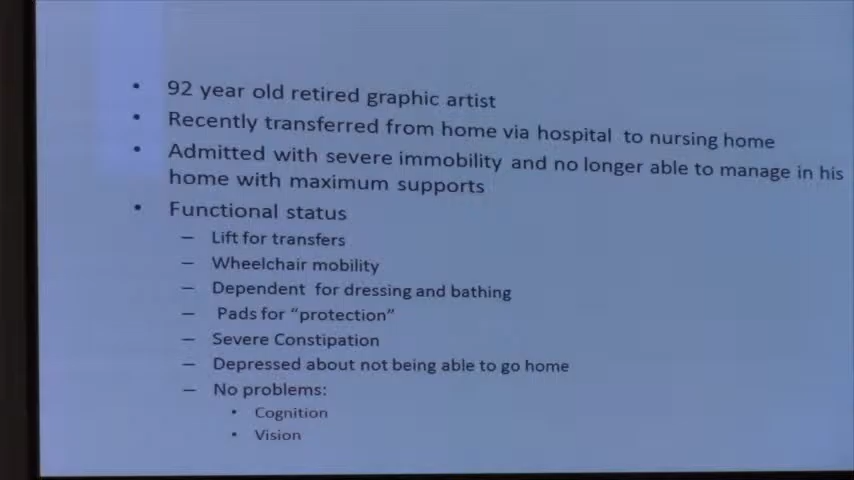 • 92 year old retired graphic artist
• Recently transferred from home via hospital to nursing home
• Admitted with severe immobility and no longer able to manage in his
home with maximum supports
• Functional status
– Lift for transfers
– Wheelchair mobility
– Dependent for dressing and bathing
– Pads for “protection”
– Severe Constipation
– Depressed about not being able to go home
– No problems:
• Cognition
• Vision